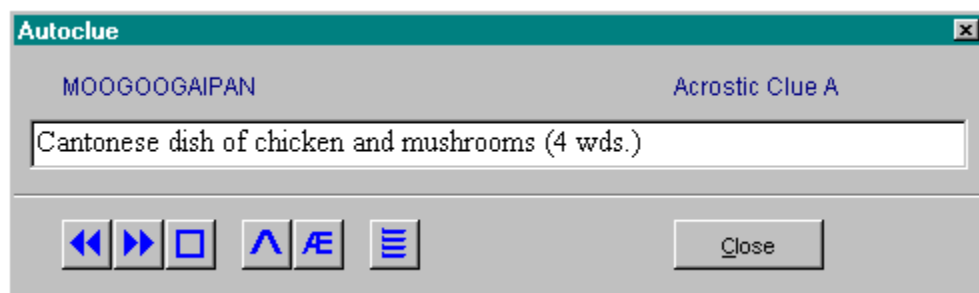 Autoclue
MOOGOOGAIPAN Acrostic Clue A
Cantonese dish of chicken and mushrooms (4 wds.)
Æ Close